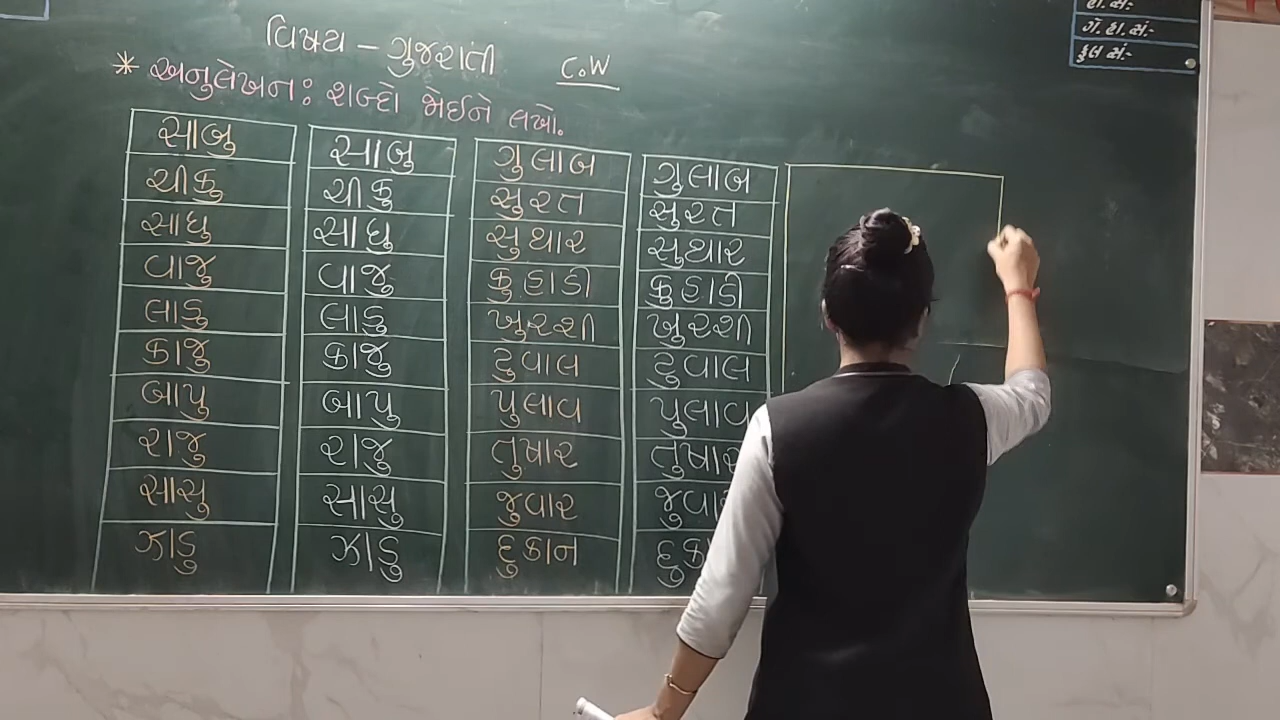 હા.સં:-
ગે.હા.સં:-
કુલ સં:-
વિષય - ગુજરાતી C.W
* અનુલેખન: શબ્દો જોઈને લખો.
સાબુ સાબુ ગુલાબ ગુલાબ
ચીકુ ચીકુ સુરત સુરત
સાધુ સાધુ સુથાર સુથાર
વાજુ વાજુ કુહાડી કુહાડી
લાડુ લાડુ ખુરશી ખુરશી
કાજુ કાજુ ટુવાલ ટુવાલ
બાપુ બાપુ પુલાવ પુલાવ
રાજુ રાજુ તુષાર તુષાર
સાસુ સાસુ જુવાર જુવા
ઝાડુ ઝાડુ દુકાન દુકા